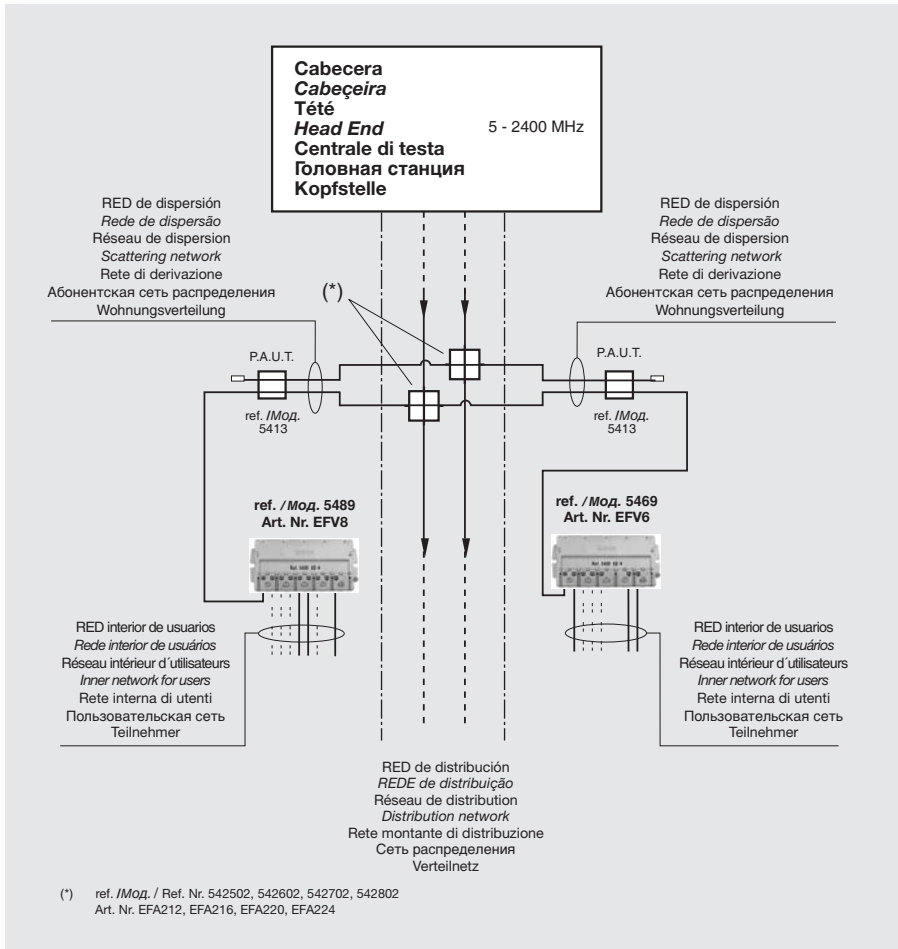 Cabecera
Cabeçeira
Tété
Head End
5 - 2400 MHz
Centrale di testa
Головная станция
Kopfstelle
RED de dispersión
Rede de dispersão
Réseau de dispersion
Scattering network
Rete di derivazione
Абонентская сеть распределения
Wohnungsverteilung
RED de dispersión
Rede de dispersão
Réseau de dispersion
Scattering network
Rete di derivazione
Абонентская сеть распределения
Wohnungsverteilung
(*)
P.A.U.T.
ref. /Мод.
5413
P.A.U.T.
ref. /Мод.
5413
ref. /Мод. 5489
Art. Nr. EFV8
ref. /Мод. 5469
Art. Nr. EFV6
RED interior de usuarios
Rede interior de usuários
Réseau intérieur d´utilisateurs
Inner network for users
Rete interna di utenti
Пользовательская сеть
Teilnehmer
RED interior de usuarios
Rede interior de usuários
Réseau intérieur d´utilisateurs
Inner network for users
Rete interna di utenti
Пользовательская сеть
Teilnehmer
RED de distribución
REDE de distribuição
Réseau de distribution
Distribution network
Rete montante di distribuzione
Сеть распределения
Verteilnetz
(*) ref. /Мод. / Ref. Nr. 542502, 542602, 542702, 542802
Art. Nr. EFA212, EFA216, EFA220, EFA224